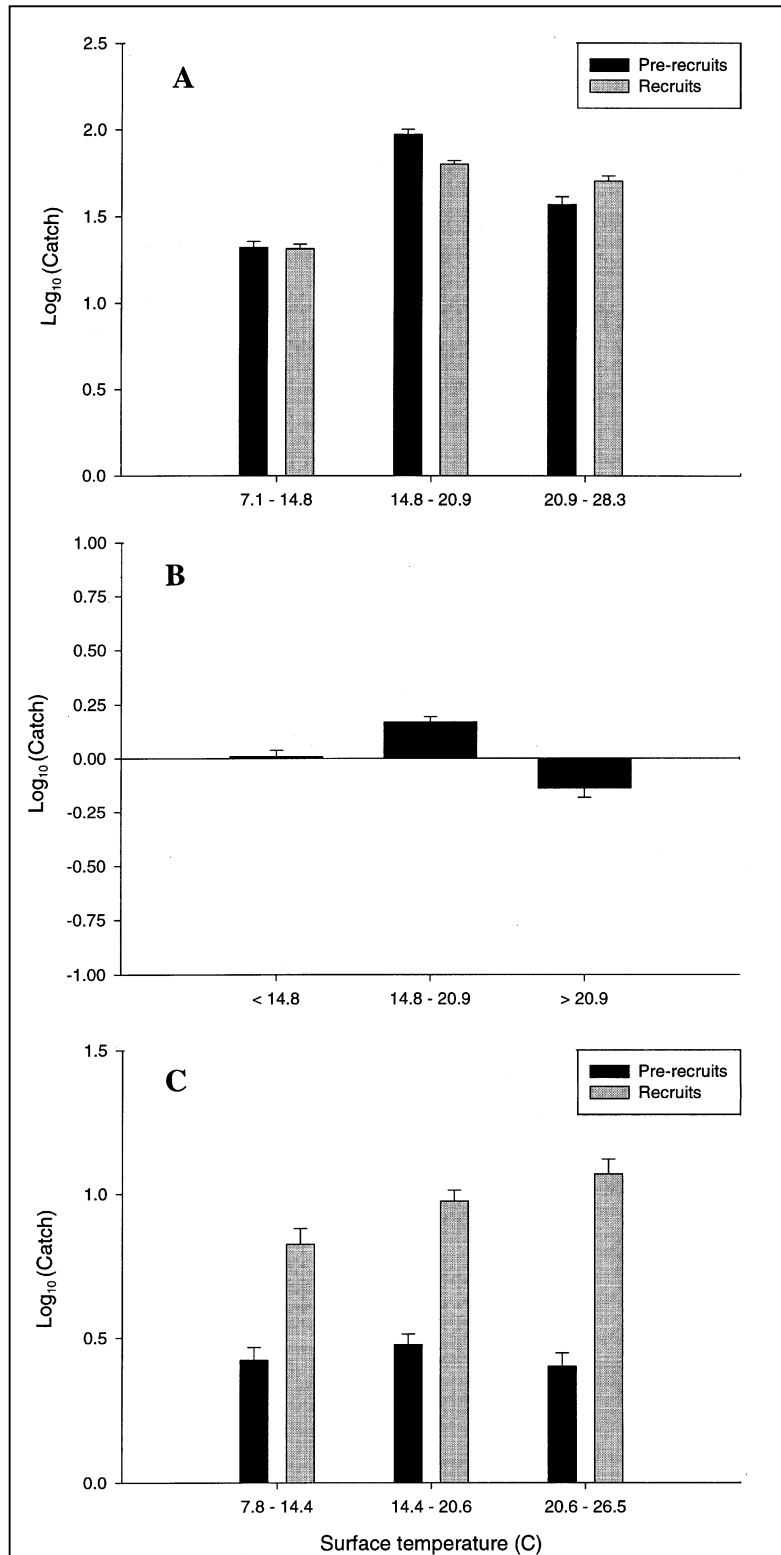 A
Pre-recruits
Recruits
2.5
2.0
1.5
1.0
0.5
0.0
Log10 (Catch)
7.1 - 14.8
14.8 - 20.9
20.9 - 28.3
B
1.00
0.75
0.50
0.25
0.00
-0.25
-0.50
-0.75
-1.00
Log10 (Catch)
< 14.8
14.8 - 20.9
> 20.9
C
Pre-recruits
Recruits
1.5
1.0
0.5
0.0
Log10 (Catch)
7.8 - 14.4
14.4 - 20.6
20.6 - 26.5
Surface temperature (C)